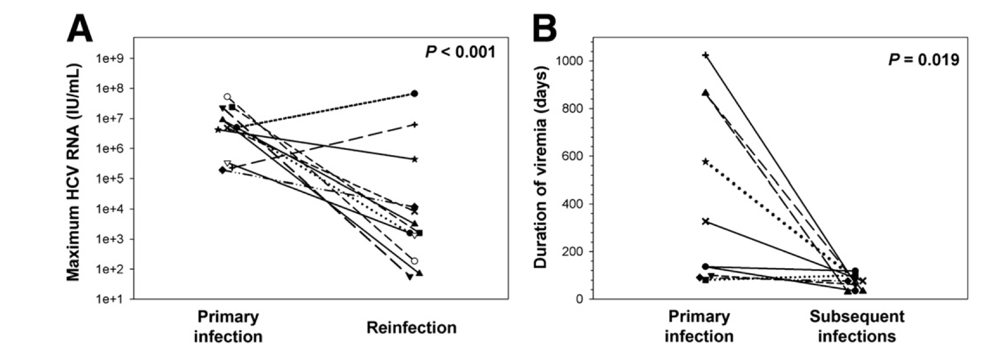 A
P < 0.001
Maximum HCV RNA (IU/mL)
1e+9
1e+8
1e+7
1e+6
1e+5
1e+4
1e+3
1e+2
1e+1
Primary
infection
Reinfection
B
P = 0.019
Duration of viremia (days)
1000
800
600
400
200
0
Primary
infection
Subsequent
infections